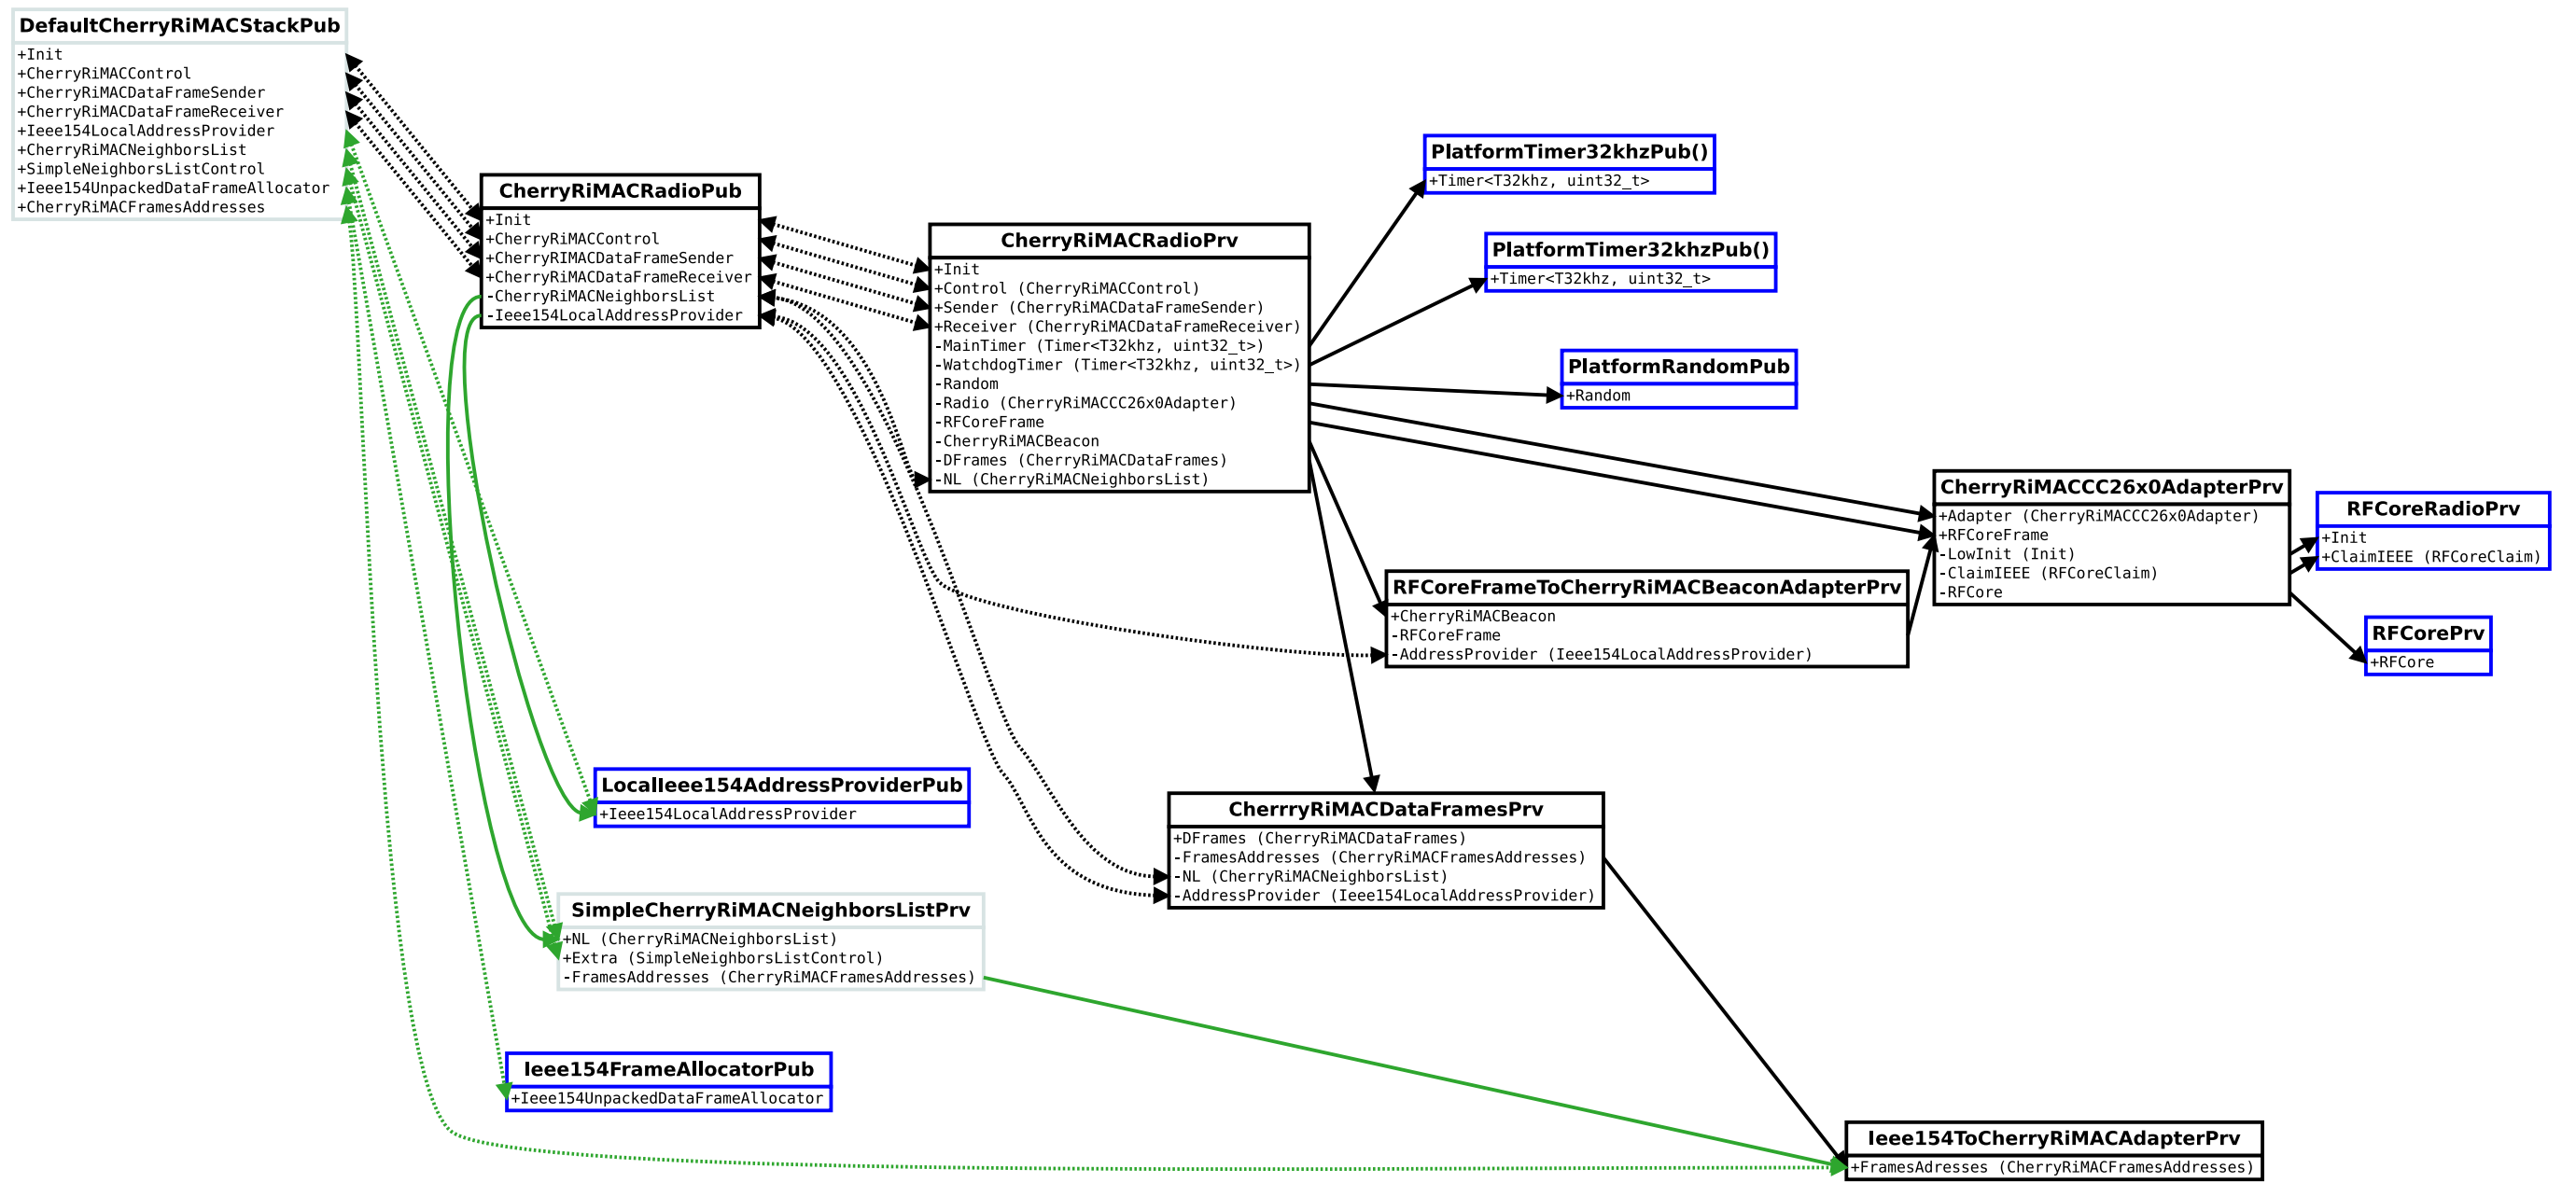 DefaultCherryRiMACStackPub
+Init
+CherryRiMACControl
+CherryRiMACDataFrameSender
+CherryRiMACDataFrameReceiver
+Ieee154LocalAddressProvider
+CherryRiMACNeighborsList
+SimpleNeighborsListControl
+Ieee154UnpackedDataFrameAllocator
+CherryRiMACFramesAddresses
CherryRiMACRadioPub
+Init
+CherryRiMACControl
+CherryRIMACDataFrameSender
+CherryRiMACDataFrameReceiver
-CherryRiMACNeighborsList
-Ieee154LocalAddressProvider
CherryRiMACRadioPrv
+Init
+Control (CherryRiMACControl)
+Sender (CherryRiMACDataFrameSender)
+Receiver (CherryRiMACDataFrameReceiver)
-MainTimer (Timer<T32khz, uint32_t>)
-WatchdogTimer (Timer<T32khz, uint32_t>)
-Random
-Radio (CherryRiMACCC26x0Adapter)
-RFCoreFrame
-CherryRiMACBeacon
-DFrames (CherryRiMACDataFrames)
-NL (CherryRiMACNeighborsList)
PlatformTimer32khzPub()
+Timer<T32khz, uint32_t>
PlatformTimer32khzPub()
+Timer<T32khz, uint32_t>
PlatformRandomPub
+Random
CherryRiMACCC26x0AdapterPrv
+Adapter (CherryRiMACCC26x0Adapter)
+RFCoreFrame
-LowInit (Init)
-ClaimIEEE (RFCoreClaim)
-RFCore
RFCoreRadioPrv
+Init
+ClaimIEEE (RFCoreClaim)
RFCorePrv
+RFCore
RFCoreFrameToCherryRiMACBeaconAdapterPrv
+CherryRiMACBeacon
-RFCoreFrame
-AddressProvider (Ieee154LocalAddressProvider)
LocalIeee154AddressProviderPub
+Ieee154LocalAddressProvider
CherrryRiMACDataFramesPrv
+DFrames (CherryRiMACDataFrames)
-FramesAddresses (CherryRiMACFramesAddresses)
-NL (CherryRiMACNeighborsList)
-AddressProvider (Ieee154LocalAddressProvider)
SimpleCherryRiMACNeighborsListPrv
+NL (CherryRiMACNeighborsList)
+Extra (SimpleNeighborsListControl)
-FramesAddresses (CherryRiMACFramesAddresses)
Ieee154FrameAllocatorPub
+Ieee154UnpackedDataFrameAllocator
Ieee154ToCherryRiMACAdapterPrv
+FramesAdresses (CherryRiMACFramesAddresses)